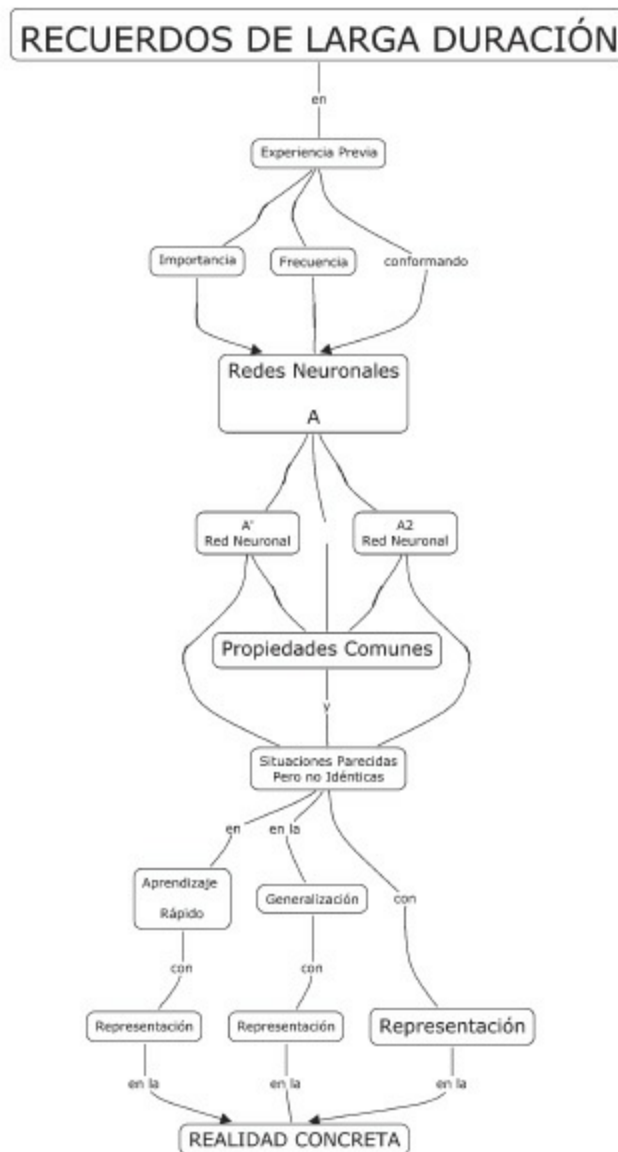 RECUERDOS DE LARGA DURACIÓN
en
Experiencia Previa
Importancia
Frecuencia
conformando
Redes Neuronales
A
A'
Red Neuronal
A2
Red Neuronal
Propiedades Comunes
y
Situaciones Parecidas
Pero no Idénticas
en
en la
Aprendizaje
Rápido
Generalización
con
con
con
Representación
Representación
Representación
en la
en la
en la
REALIDAD CONCRETA